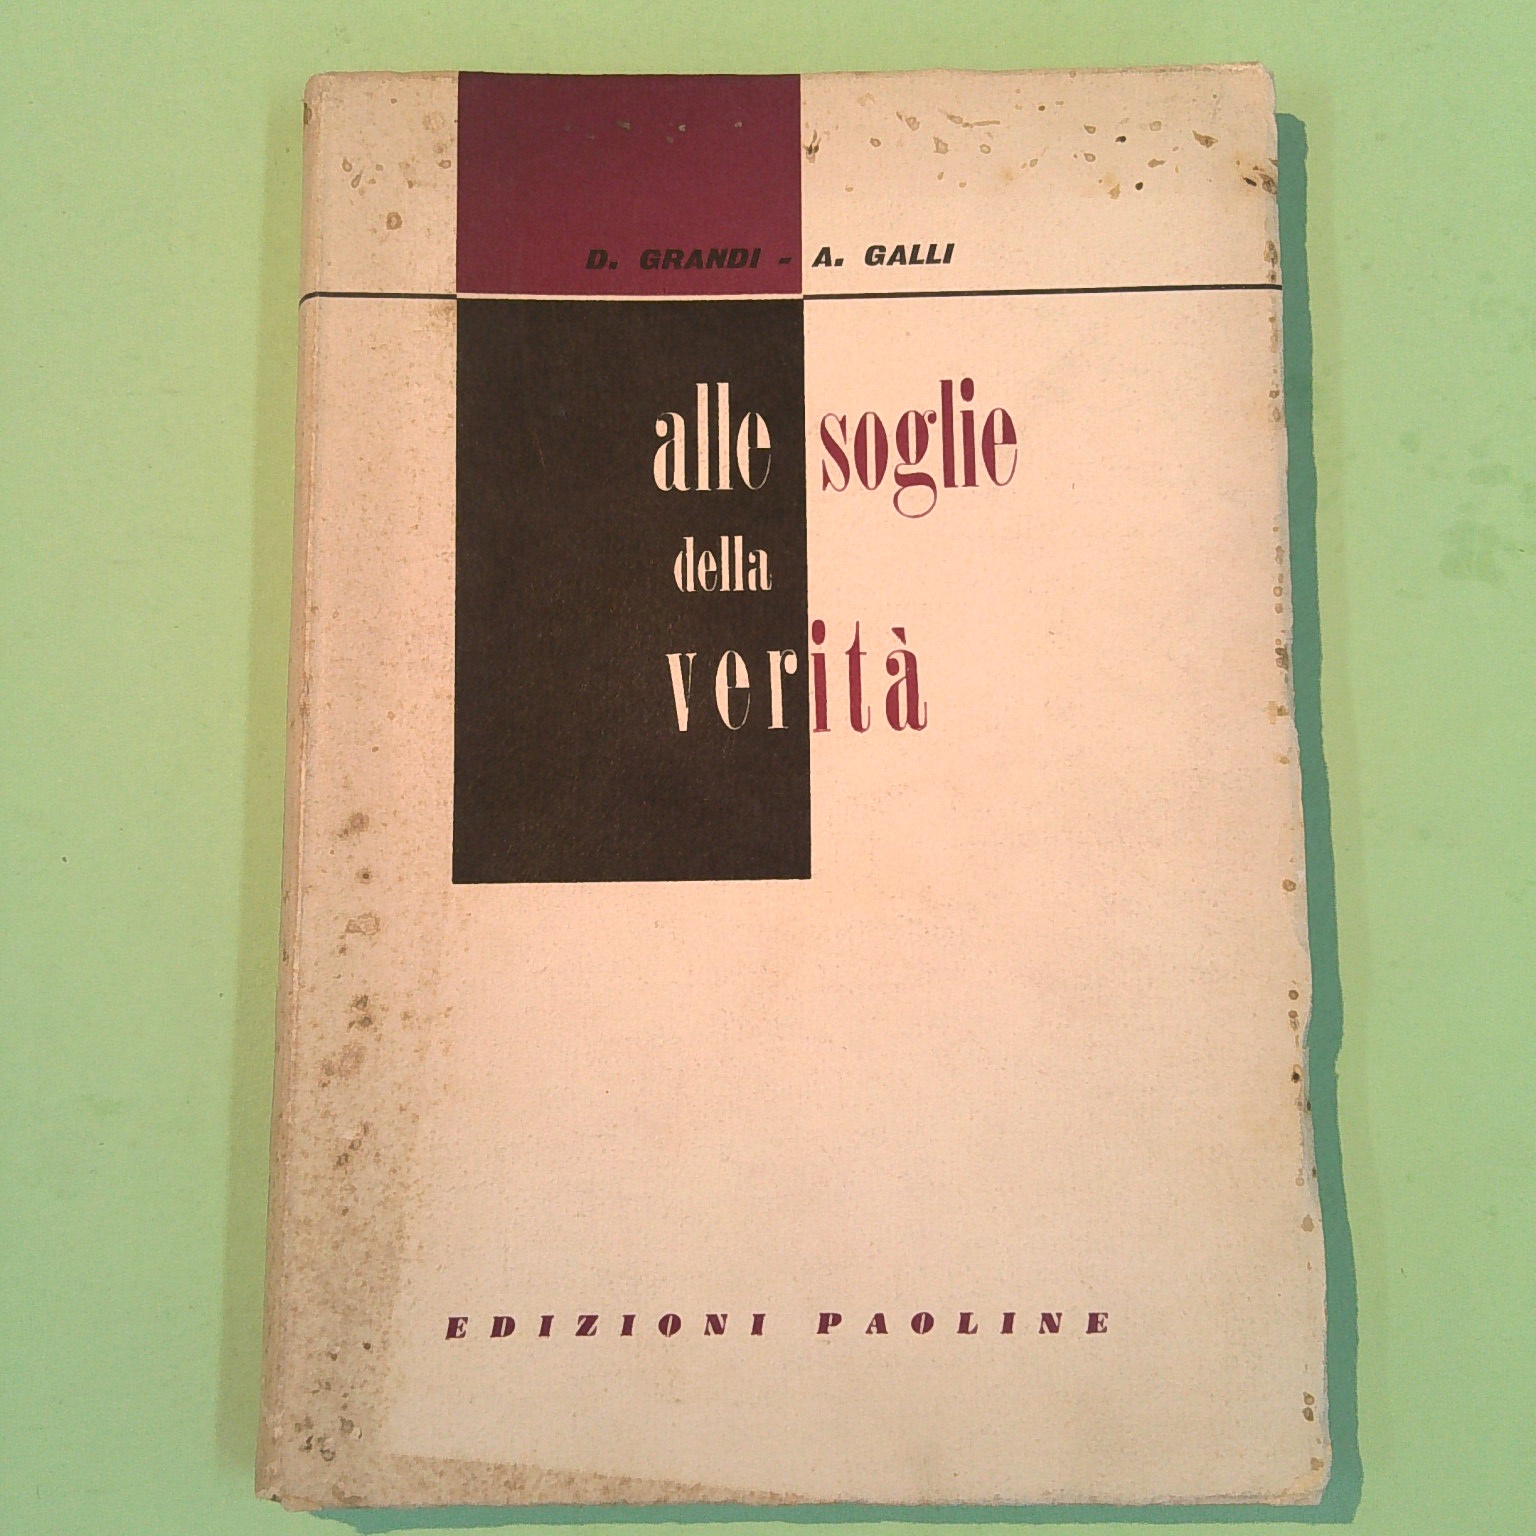 D. GRANDI - A. GALLI
alle soglie
della
verità
EDIZIONI PAOLINE